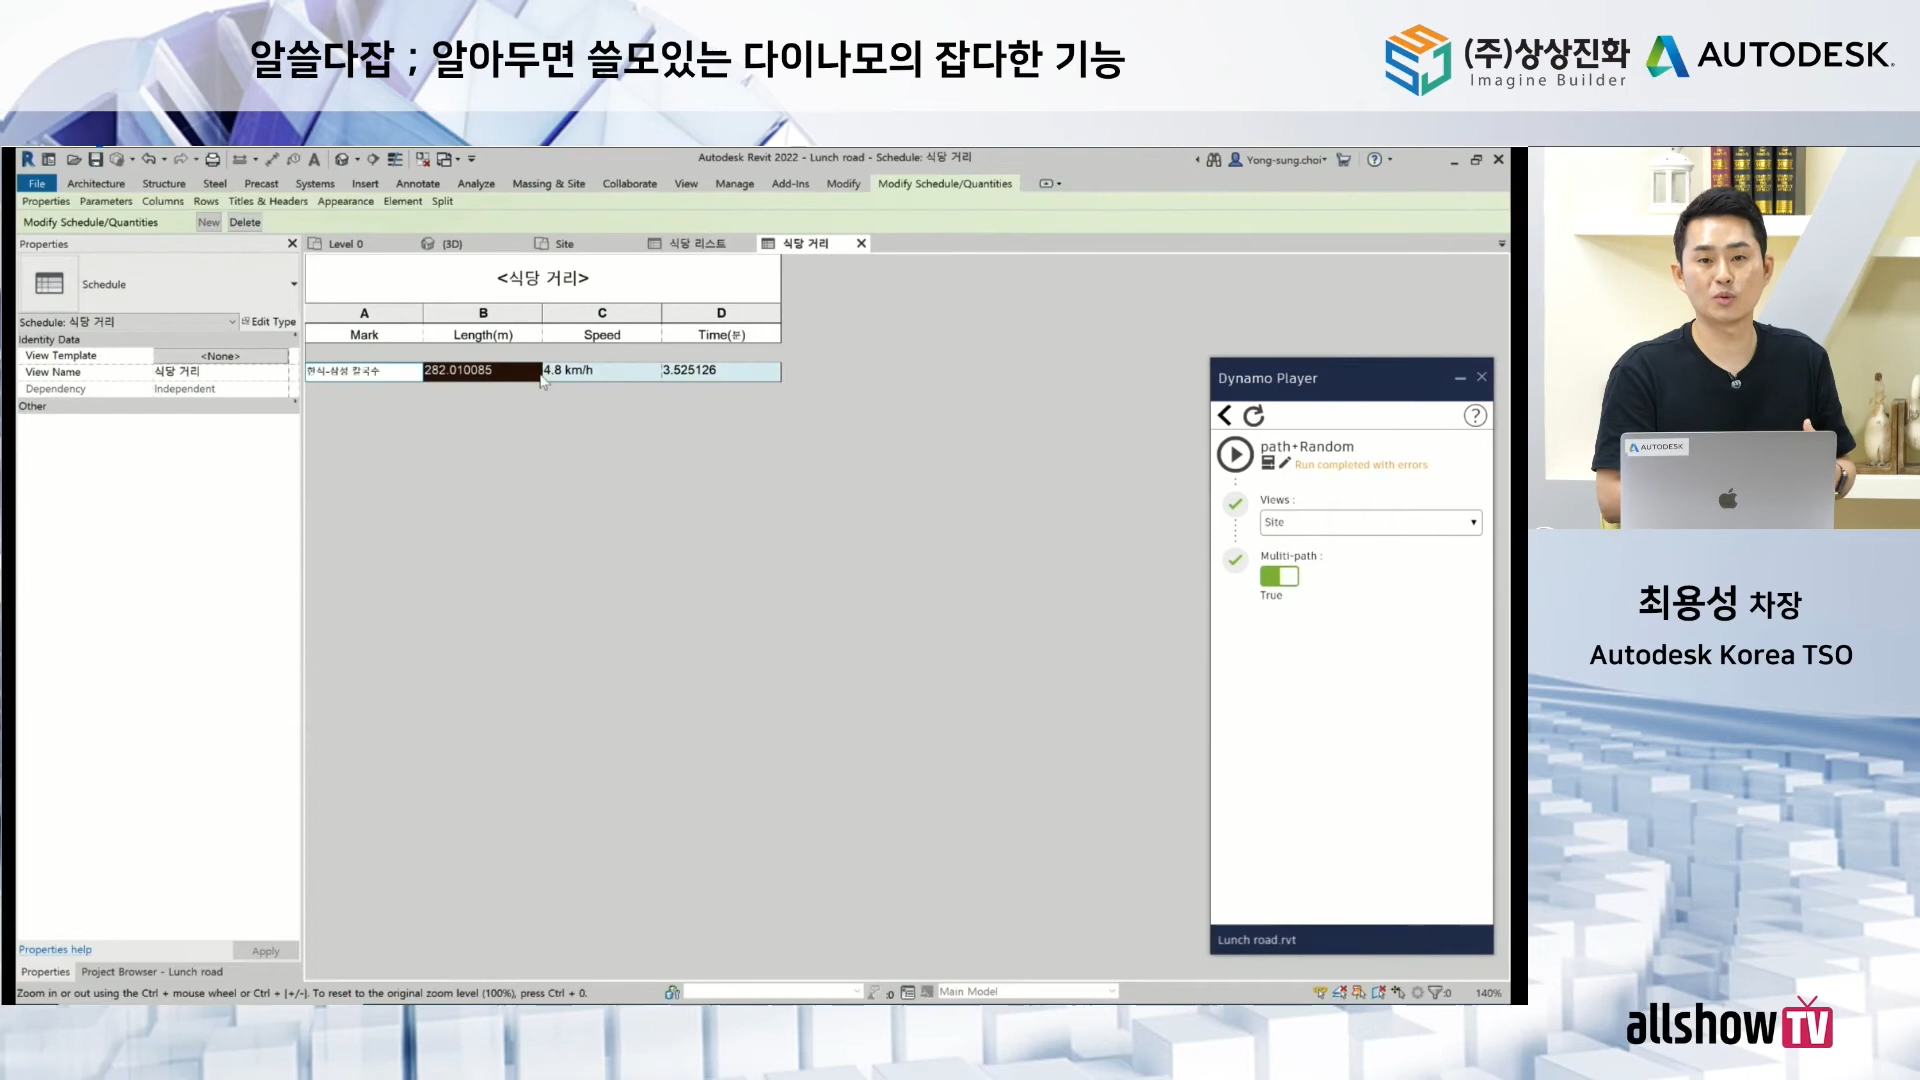 알쓸다잡 ; 알아두면 쓸모있는 다이나모의 잡다한 기능
(주)상상진화
Imagine Builder
AUTODESK.
Autodesk Revit 2022 - Lunch road - Schedule: 식당 거리
Yong-sung.choi
File Architecture Structure Steel Precast Systems Insert Annotate Analyze Massing & Site Collaborate View Manage Add-Ins Modify Modify Schedule/Quantities
Properties Parameters Columns Rows Titles & Headers Appearance Element Split
Modify Schedule/Quantities New Delete
Properties
Level 0 (3D) Site 식당 리스트 식당 거리
Schedule
Schedule: 식당 거리 Edit Type
Identity Data
View Template <None>
View Name 식당 거리
Dependency Independent
Other
<식당 거리>
A B C D
Mark Length(m) Speed Time(분)
한식-삼성 칼국수 282.010085 4.8 km/h 3.525126
Dynamo Player
path+Random
Run completed with errors
Views :
Site
Muliti-path :
True
Lunch road.rvt
Properties help Apply
Properties Project Browser - Lunch road
Zoom in or out using the Ctrl + mouse wheel or Ctrl + [+/-]. To reset to the original zoom level (100%), press Ctrl + 0.
:0 Main Model :0 140%
AUTODESK
최용성 차장
Autodesk Korea TSO
allshow TV